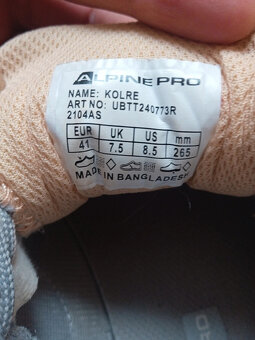 ALPINE PRO
NAME: KOLRE
ART NO: UBTT240773R
2104AS
EUR UK US mm
41 7.5 8.5 265
MADE IN BANGLADESH
PRO